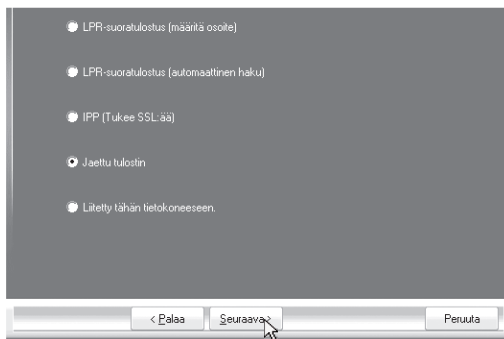 LPR-suoratulostus (määritä osoite)
LPR-suoratulostus (automaattinen haku)
IPP (Tukee SSL:ää)
Jaettu tulostin
Liitetty tähän tietokoneeseen.
< Palaa Seuraava> Peruuta